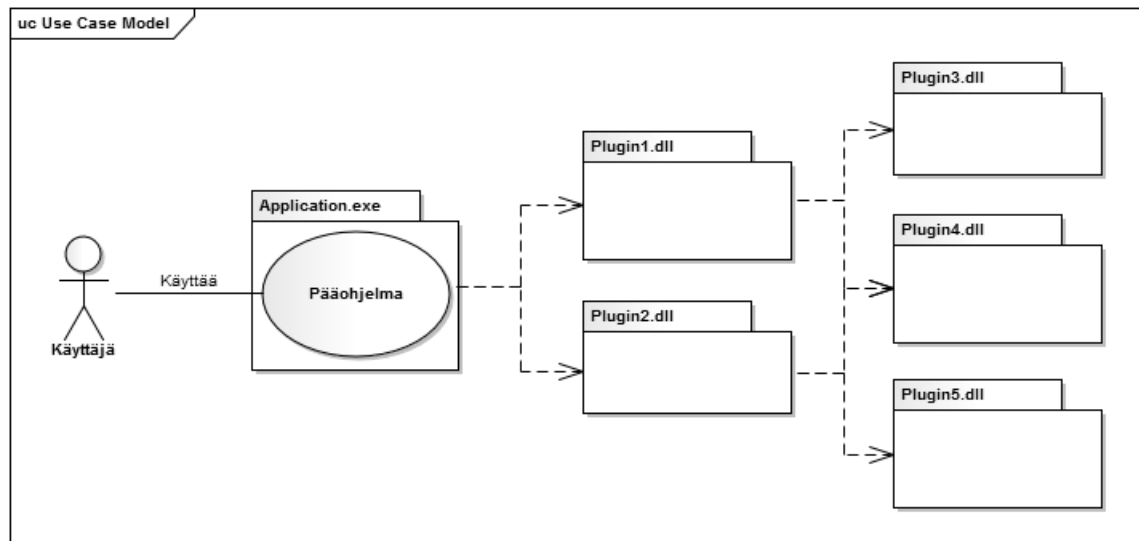 uc Use Case Model
Plugin3.dll
Plugin1.dll
Application.exe
Plugin4.dll
Käyttää
Pääohjelma
Plugin2.dll
Käyttäjä
Plugin5.dll